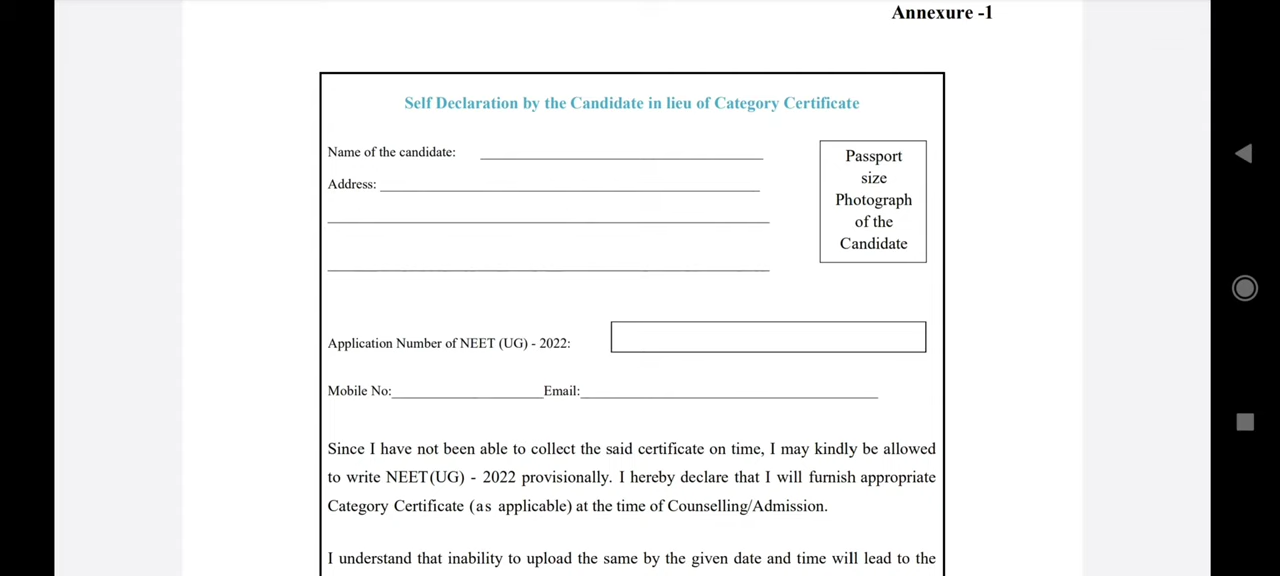 Annexure -1
Self Declaration by the Candidate in lieu of Category Certificate
Name of the candidate:
Passport
size
Photograph
of the
Candidate
Address:
Application Number of NEET (UG) - 2022:
Mobile No: Email:
Since I have not been able to collect the said certificate on time, I may kindly be allowed
to write NEET(UG) - 2022 provisionally. I hereby declare that I will furnish appropriate
Category Certificate (as applicable) at the time of Counselling/Admission.
I understand that inability to upload the same by the given date and time will lead to the